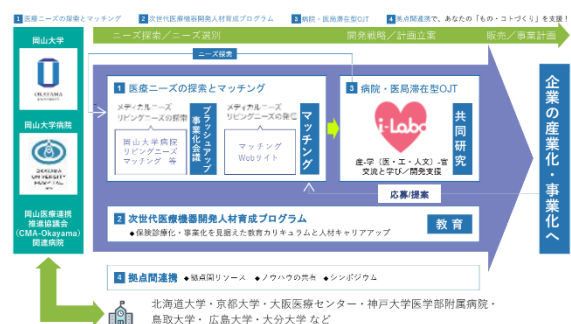 1 医療ニーズの探索とマッチング 2 次世代医療機器開発人材育成プログラム 3 病院・医局滞在型OJT 4 拠点間連携で、あなたの「もの・コトづくり」を支援！
ニーズ探索／ニーズ選別 開発戦略／計画立案 販売／事業計画
ニーズ探索
岡山大学
OKAYAMA
UNIVERSITY
岡山大学病院
OKAYAMA
UNIVERSITY
HOSPITAL
岡山医療連携
推進協議会
(CMA-Okayama)
関連病院
1 医療ニーズの探索とマッチング
メディカルニーズ
リビングニーズの探索
岡山大学病院
リビングニーズ
マッチング 等
ブラッシュアップ
事業化会議
メディカルニーズ
リビングニーズの発信
マッチング
Webサイト
マッチング
3 病院・医局滞在型OJT
i-Labo
共同研究
産-学（医・工・人文）-官
交流と学び／開発支援
応募/提案
2 次世代医療機器開発人材育成プログラム
◆保険診療化・事業化を見据えた教育カリキュラムと人材キャリアアップ
教育
企業の産業化・事業化へ
4 拠点間連携 ◆拠点間リソース ◆ノウハウの共有 ◆シンポジウム
北海道大学・京都大学・大阪医療センター・神戸大学医学部附属病院・
鳥取大学・広島大学・大分大学 など